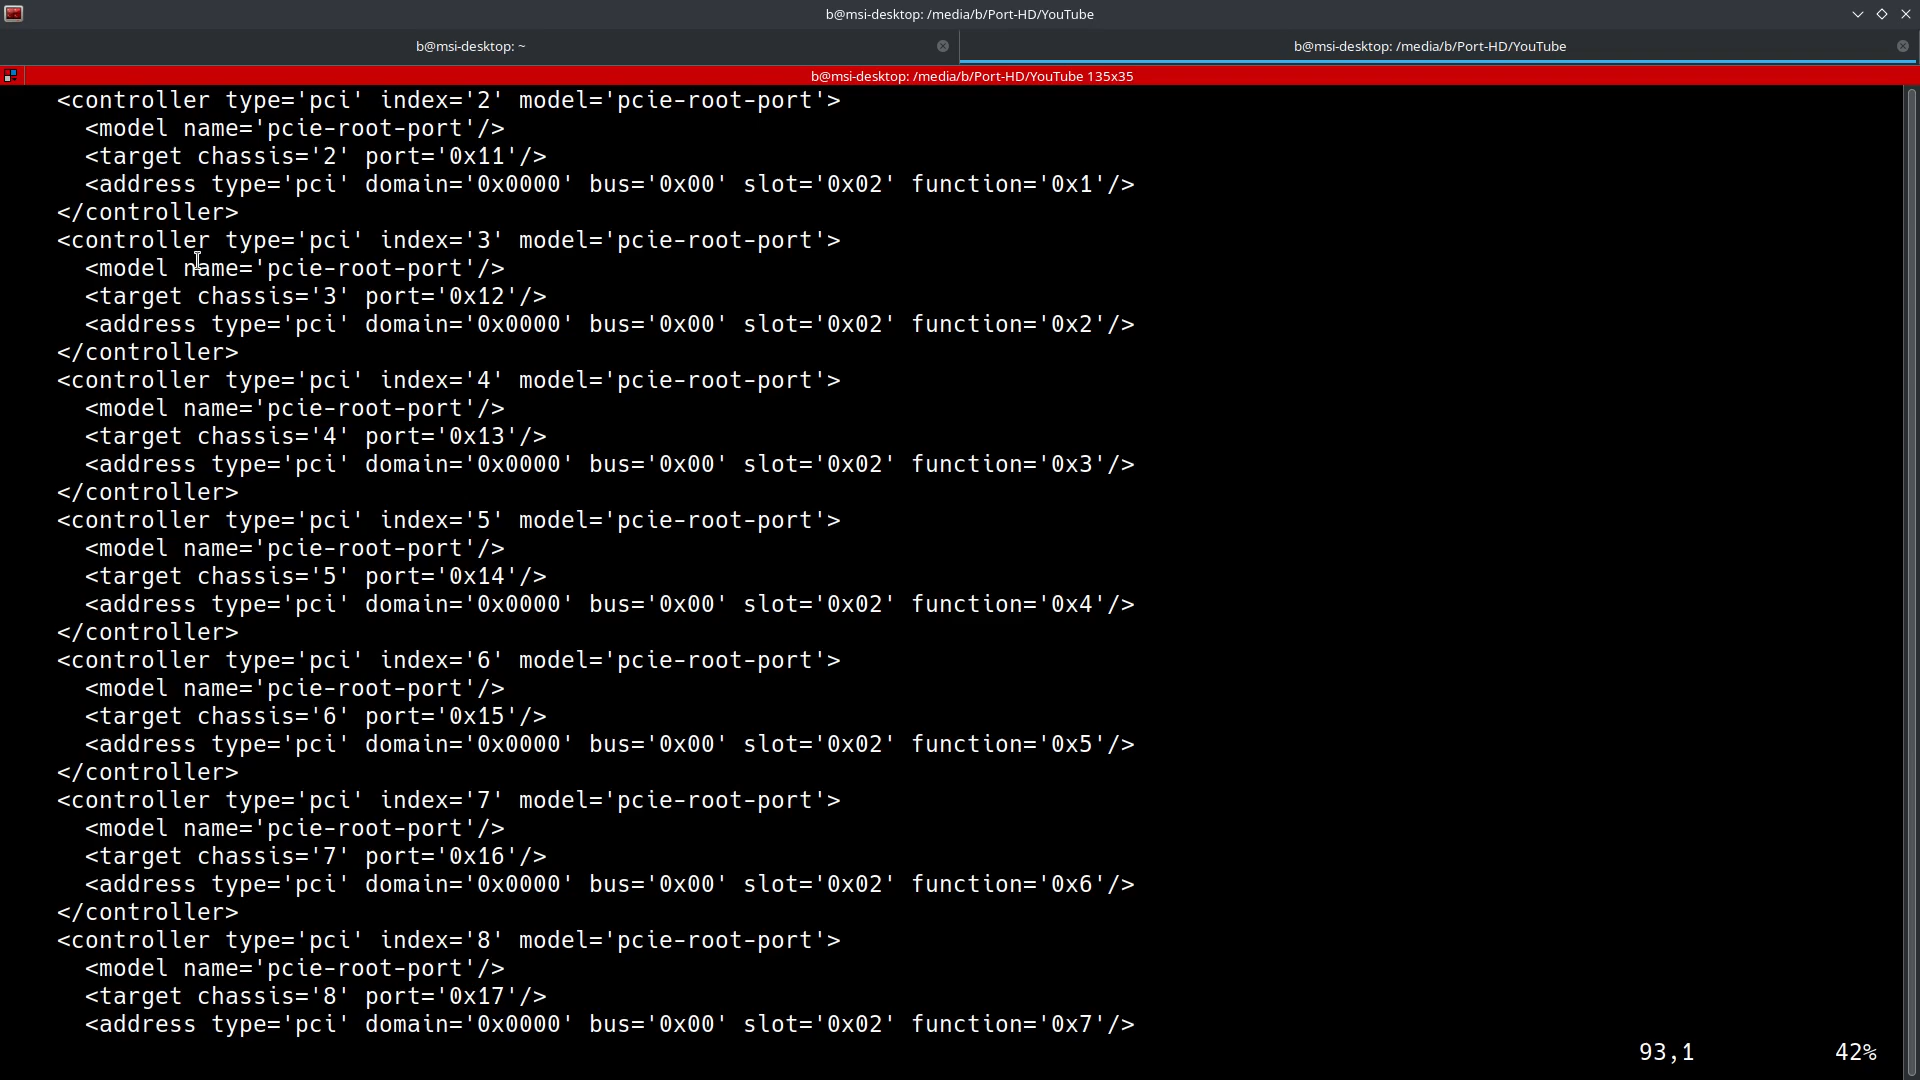 b@msi-desktop: /media/b/Port-HD/YouTube
b@msi-desktop: ~
b@msi-desktop: /media/b/Port-HD/YouTube
b@msi-desktop: /media/b/Port-HD/YouTube 135x35
<controller type='pci' index='2' model='pcie-root-port'>
<model name='pcie-root-port'/>
<target chassis='2' port='0x11'/>
<address type='pci' domain='0x0000' bus='0x00' slot='0x02' function='0x1'/>
</controller>
<controller type='pci' index='3' model='pcie-root-port'>
<model name='pcie-root-port'/>
<target chassis='3' port='0x12'/>
<address type='pci' domain='0x0000' bus='0x00' slot='0x02' function='0x2'/>
</controller>
<controller type='pci' index='4' model='pcie-root-port'>
<model name='pcie-root-port'/>
<target chassis='4' port='0x13'/>
<address type='pci' domain='0x0000' bus='0x00' slot='0x02' function='0x3'/>
</controller>
<controller type='pci' index='5' model='pcie-root-port'>
<model name='pcie-root-port'/>
<target chassis='5' port='0x14'/>
<address type='pci' domain='0x0000' bus='0x00' slot='0x02' function='0x4'/>
</controller>
<controller type='pci' index='6' model='pcie-root-port'>
<model name='pcie-root-port'/>
<target chassis='6' port='0x15'/>
<address type='pci' domain='0x0000' bus='0x00' slot='0x02' function='0x5'/>
</controller>
<controller type='pci' index='7' model='pcie-root-port'>
<model name='pcie-root-port'/>
<target chassis='7' port='0x16'/>
<address type='pci' domain='0x0000' bus='0x00' slot='0x02' function='0x6'/>
</controller>
<controller type='pci' index='8' model='pcie-root-port'>
<model name='pcie-root-port'/>
<target chassis='8' port='0x17'/>
<address type='pci' domain='0x0000' bus='0x00' slot='0x02' function='0x7'/>
93,1 42%